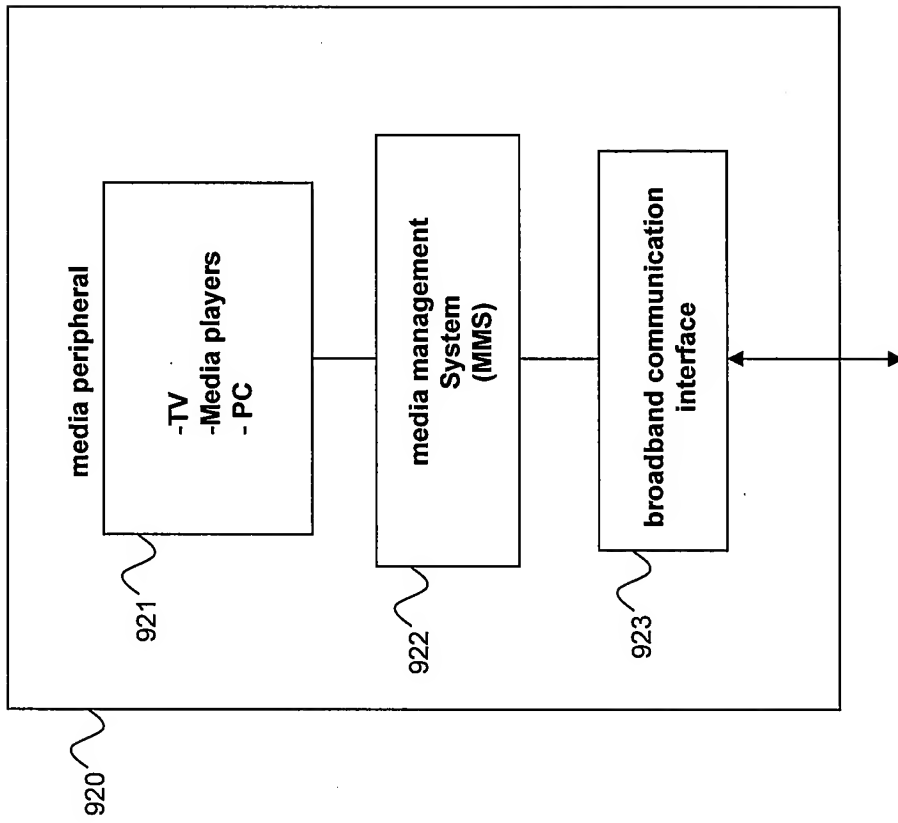 media peripheral
-TV
-Media players
- PC
media management
System
(MMS)
broadband communication
interface
921
922
923
920